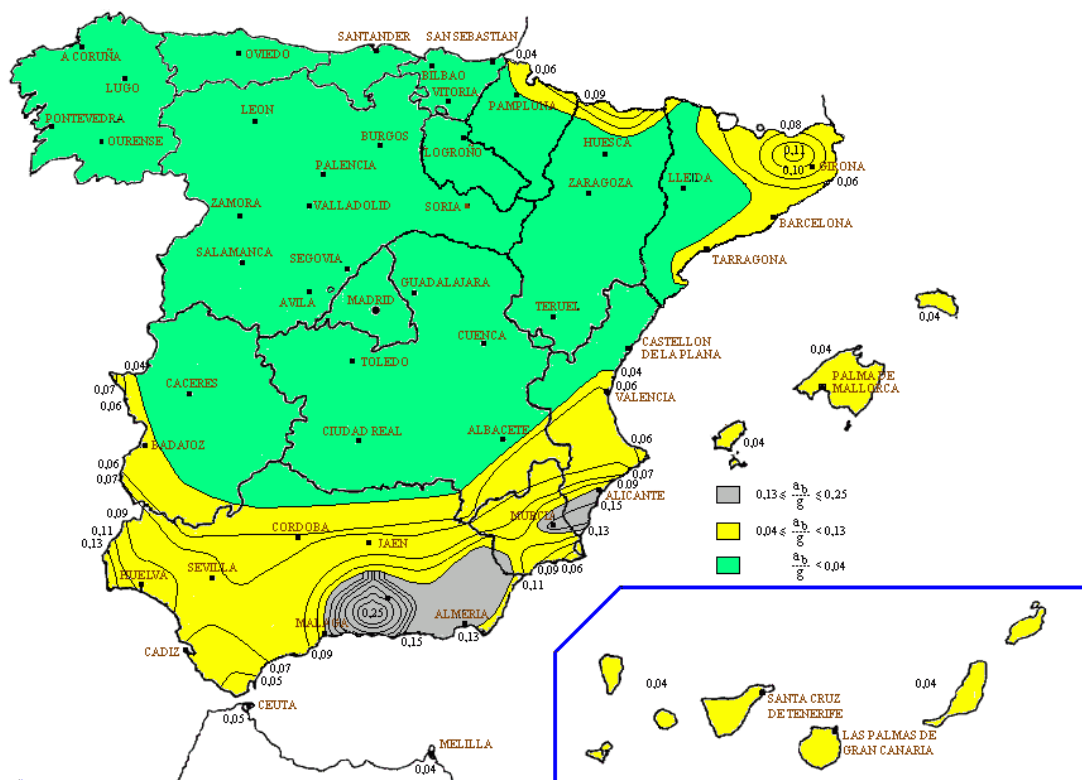 SANTANDER
SAN SEBASTIAN
A CORUÑA
OVIEDO
0,04
BILBAO
0,06
LUGO
VITORIA
0,09
PAMPLUNA
LEON
PONTEVEDRA
BURGOS
0,08
OURENSE
LOGROÑO
HUESCA
0,11
GIRONA
0,10
PALENCIA
ZARAGOZA
LLEIDA
0,06
ZAMORA
VALLADOLID
SORIA
BARCELONA
SALAMANCA
SEGOVIA
TARRAGONA
GUADALAJARA
AVILA
MADRID
TERUEL
0,04
CUENCA
CASTELLON
DE LA PLANA
TOLEDO
0,04
0,04
0,04
CACERES
0,07
0,06
0,06
VALENCIA
PALMA DE
MALLORCA
CIUDAD REAL
ALBACETE
BADAJOZ
0,06
0,04
0,06
0,07
0,07
0,09
ALICANTE
0,15
0,13 ≤ ab/g ≤ 0,25
0,09
MURCIA
0,11
CORDOBA
0,13
0,04 ≤ ab/g < 0,13
0,13
JAEN
0,09
0,06
SEVILLA
HUELVA
0,11
ab/g < 0,04
0,25
MALAGA
ALMERIA
0,15
0,13
CADIZ
0,09
0,07
0,05
0,04
0,04
CEUTA
0,05
SANTA CRUZ
DE TENERIFE
LAS PALMAS DE
GRAN CANARIA
MELILLA
0,04